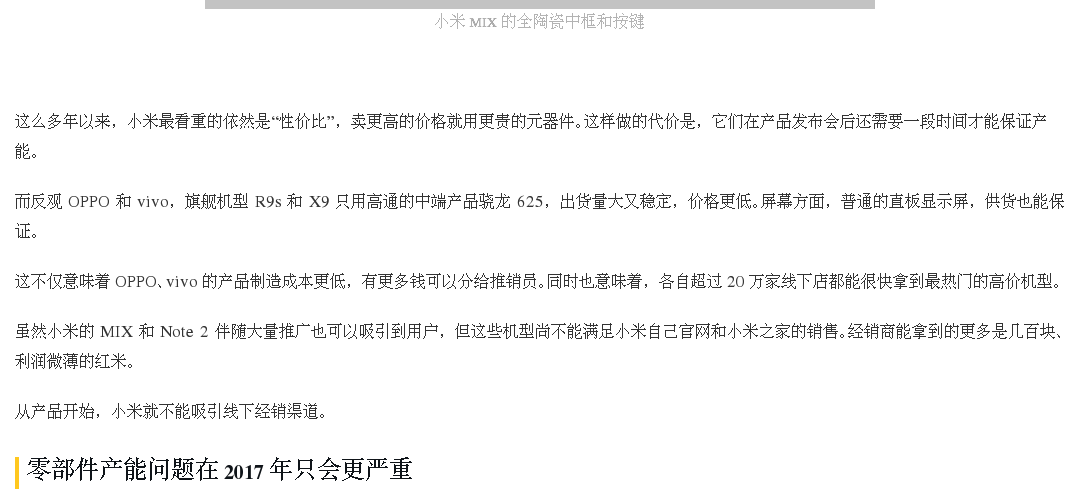 小米 MIX 的全陶瓷中框和按键
这么多年以来，小米最看重的依然是“性价比”，卖更高的价格就用更贵的元器件。这样做的代价是，它们在产品发布会后还需要一段时间才能保证产
能。
而反观 OPPO 和 vivo，旗舰机型 R9s 和 X9 只用高通的中端产品骁龙 625，出货量大又稳定，价格更低。屏幕方面，普通的直板显示屏，供货也能保
证。
这不仅意味着 OPPO、vivo 的产品制造成本更低，有更多钱可以分给推销员。同时也意味着，各自超过 20 万家线下店都能很快拿到最热门的高价机型。
虽然小米的 MIX 和 Note 2 伴随大量推广也可以吸引到用户，但这些机型尚不能满足小米自己官网和小米之家的销售。经销商能拿到的更多是几百块、
利润微薄的红米。
从产品开始，小米就不能吸引线下经销渠道。
零部件产能问题在 2017 年只会更严重